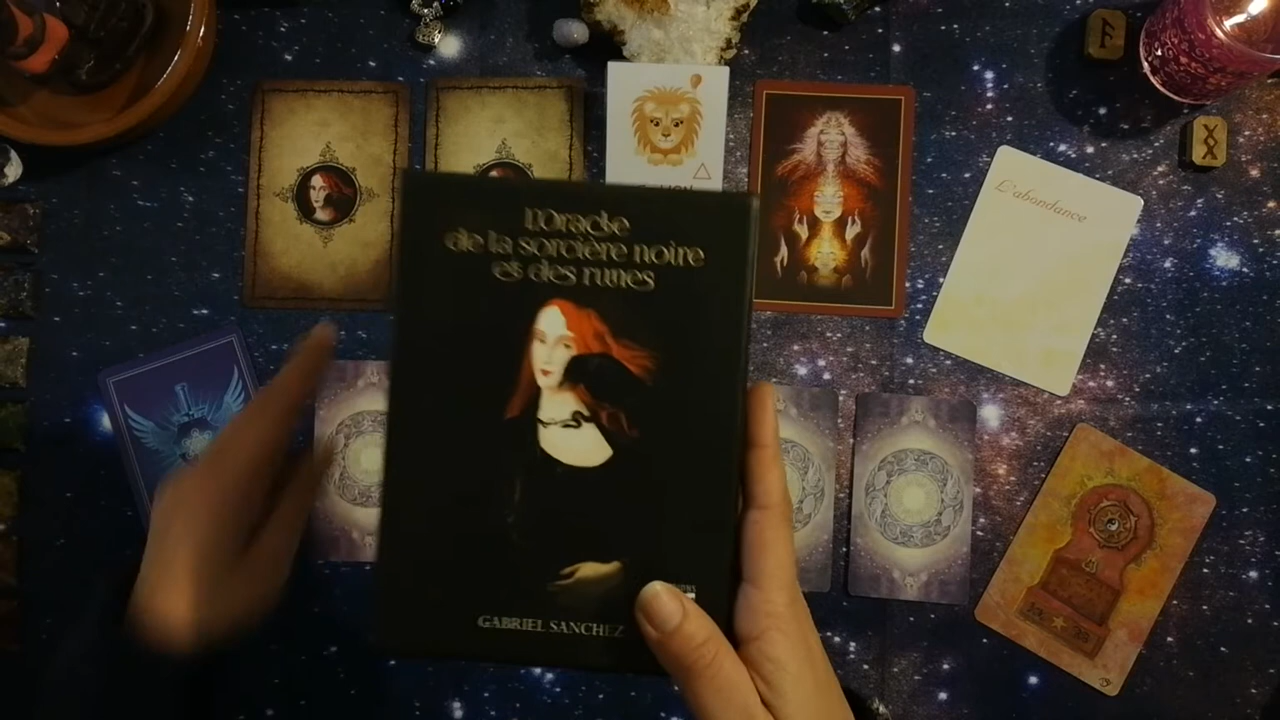 L'Oracle
de la sorcière noire
et des runes
GABRIEL SANCHEZ
L'abondance